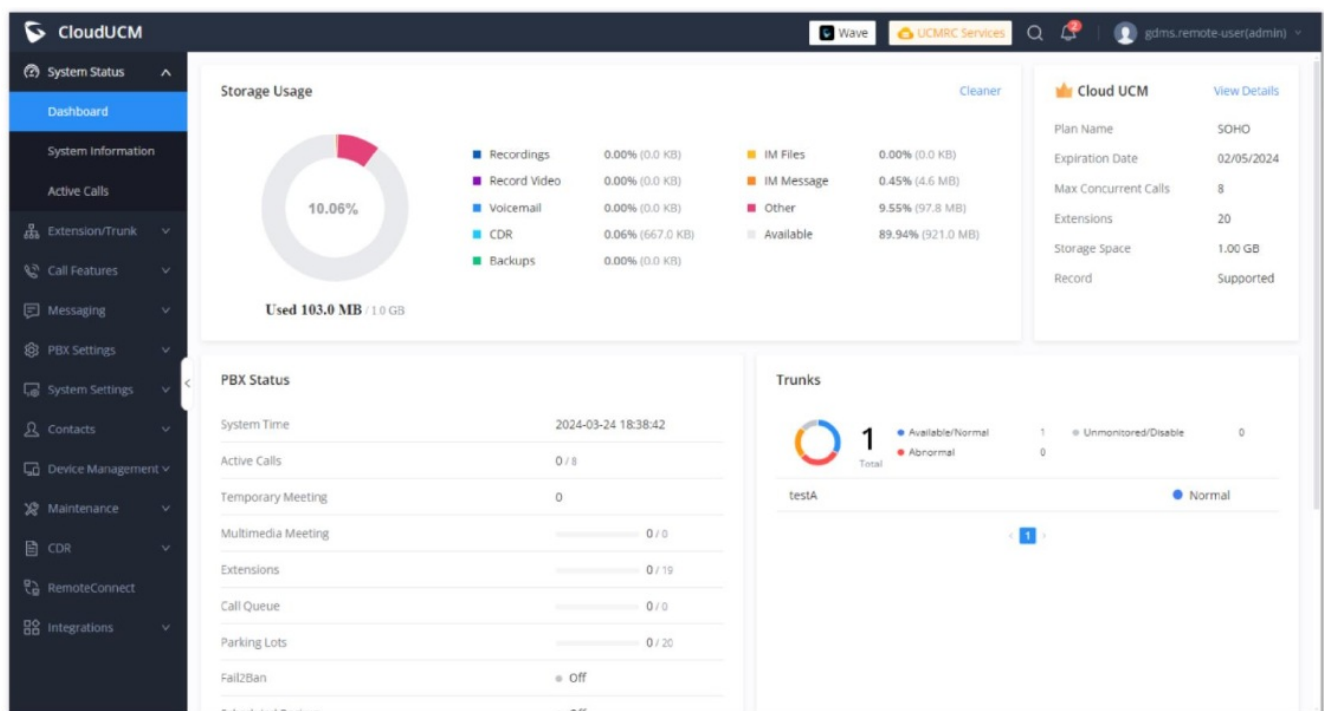 CloudUCM
Wave
UCMRC Services
2
gdms.remote-user(admin)
System Status
Dashboard
System Information
Active Calls
Extension/Trunk
Call Features
Messaging
PBX Settings
System Settings
Contacts
Device Management
Maintenance
CDR
RemoteConnect
Integrations
Storage Usage
Cleaner
10.06%
Used 103.0 MB / 1.0 GB
Recordings 0.00% (0.0 KB)
Record Video 0.00% (0.0 KB)
Voicemail 0.00% (0.0 KB)
CDR 0.06% (667.0 KB)
Backups 0.00% (0.0 KB)
IM Files 0.00% (0.0 KB)
IM Message 0.45% (4.6 MB)
Other 9.55% (97.8 MB)
Available 89.94% (921.0 MB)
Cloud UCM View Details
Plan Name SOHO
Expiration Date 02/05/2024
Max Concurrent Calls 8
Extensions 20
Storage Space 1.00 GB
Record Supported
PBX Status
System Time 2024-03-24 18:38:42
Active Calls 0 / 8
Temporary Meeting 0
Multimedia Meeting 0 / 0
Extensions 0 / 19
Call Queue 0 / 0
Parking Lots 0 / 20
Fail2Ban Off
Trunks
1
Total
Available/Normal 1
Unmonitored/Disable 0
Abnormal 0
testA Normal
1